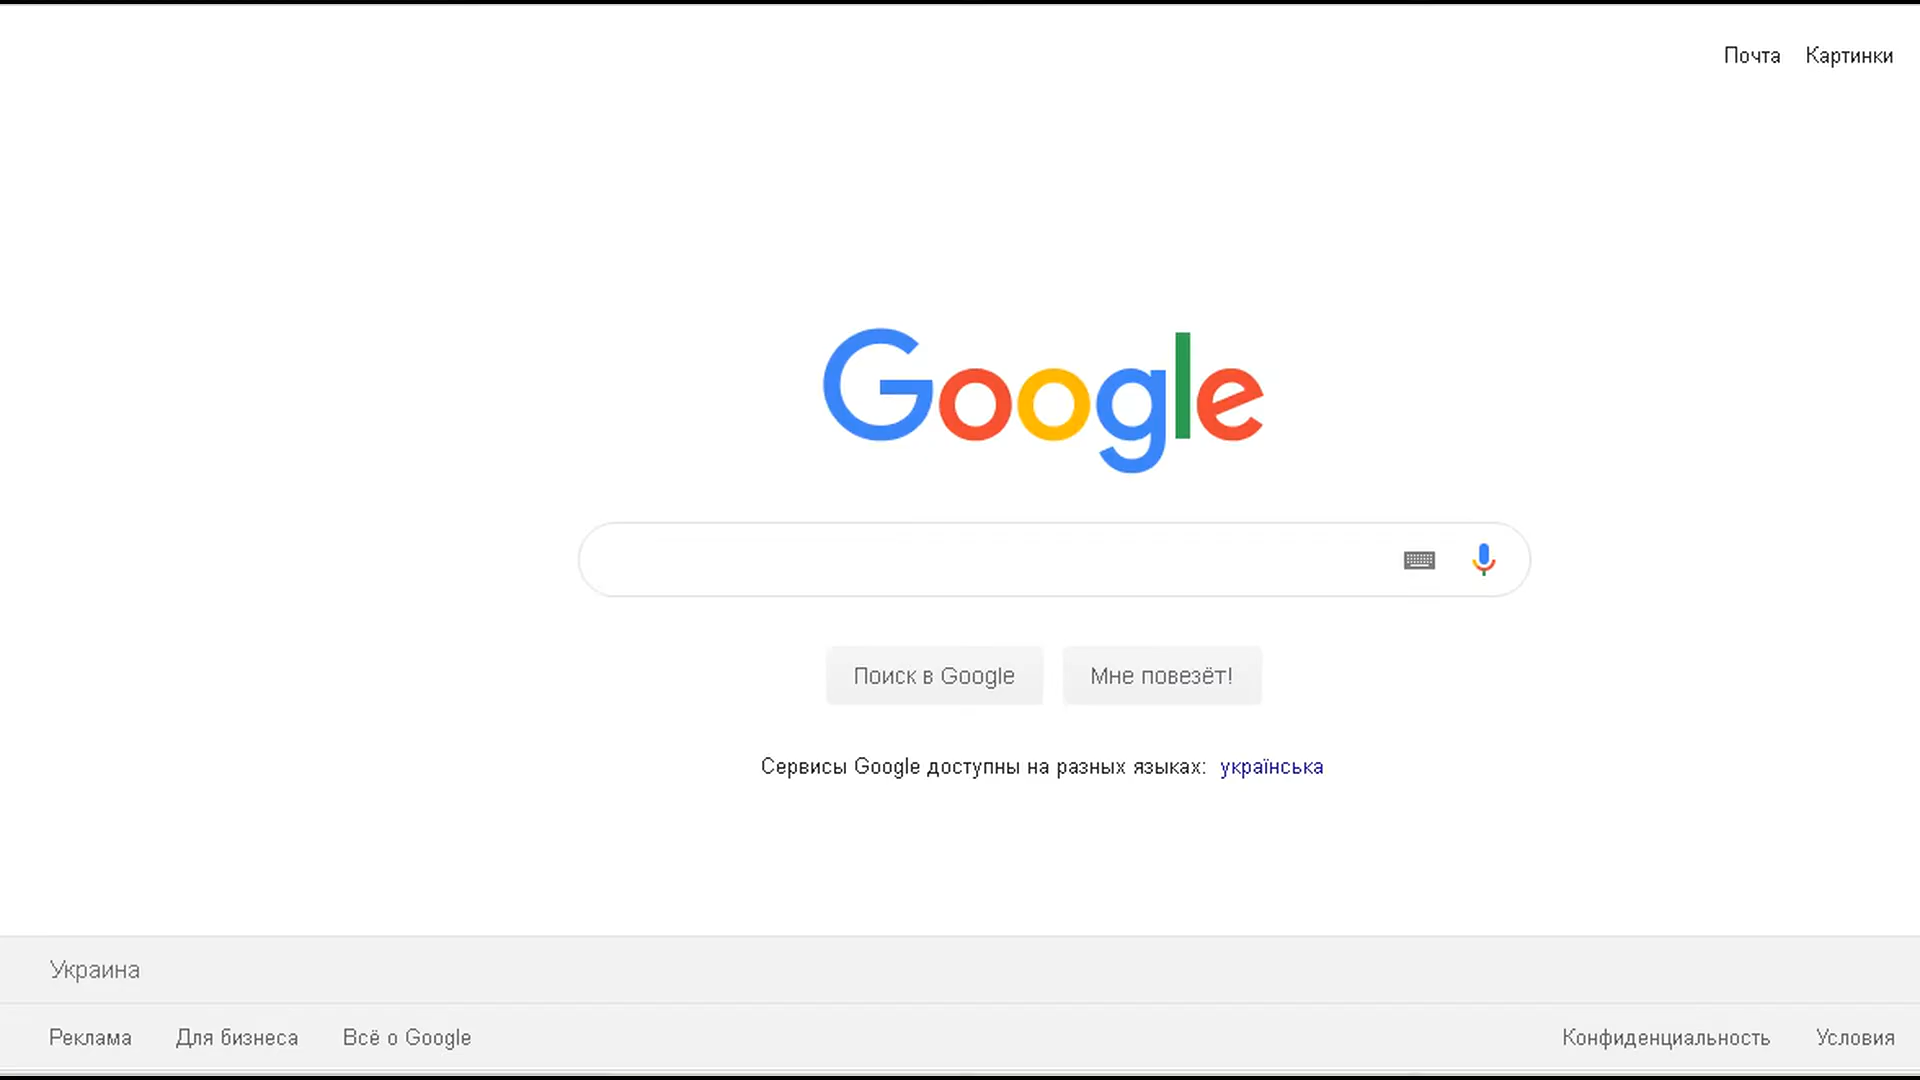 Почта Картинки
Google
Поиск в Google Мне повезёт!
Сервисы Google доступны на разных языках: українська
Украина
Реклама Для бизнеса Всё о Google Конфиденциальность Условия